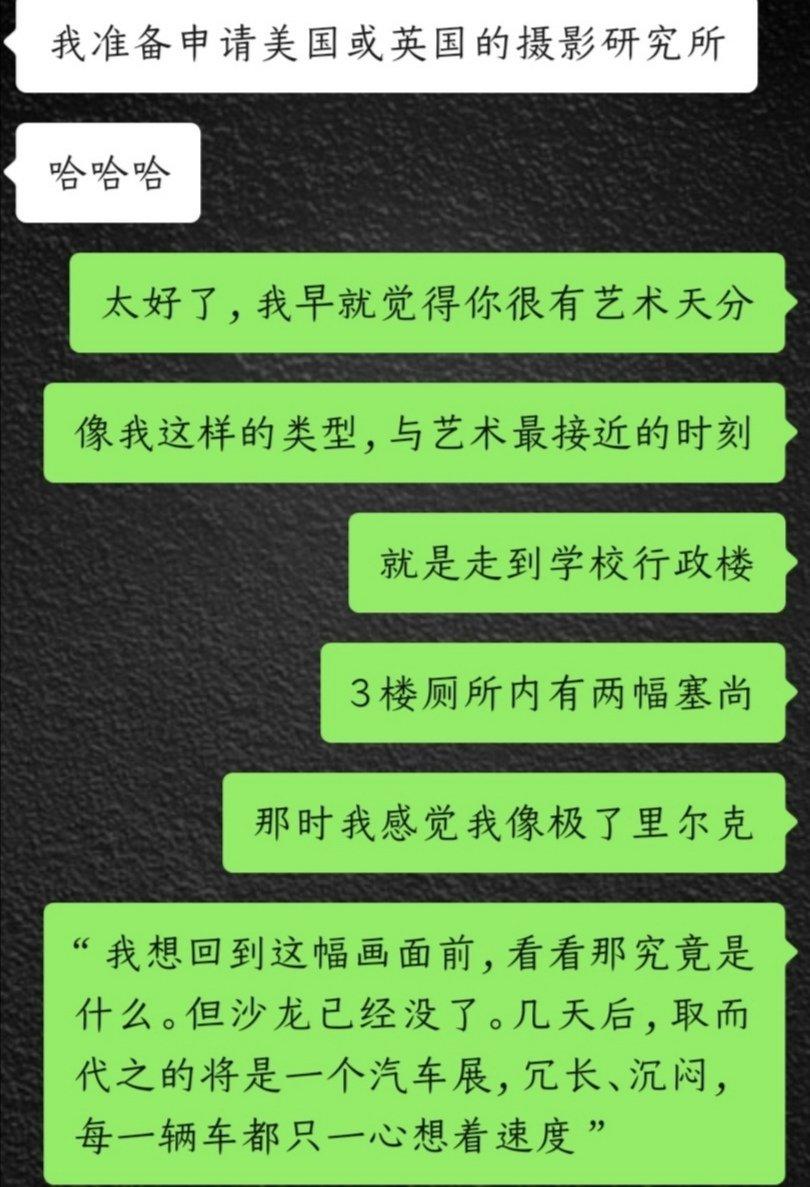 我准备申请美国或英国的摄影研究所
哈哈哈
太好了,我早就觉得你很有艺术天分
像我这样的类型,与艺术最接近的时刻
就是走到学校行政楼
3楼厕所内有两幅塞尚
那时我感觉我像极了里尔克
“我想回到这幅画面前,看看那究竟是
什么。但沙龙已经没了。几天后,取而
代之的将是一个汽车展,冗长、沉闷,
每一辆车都只一心想着速度”